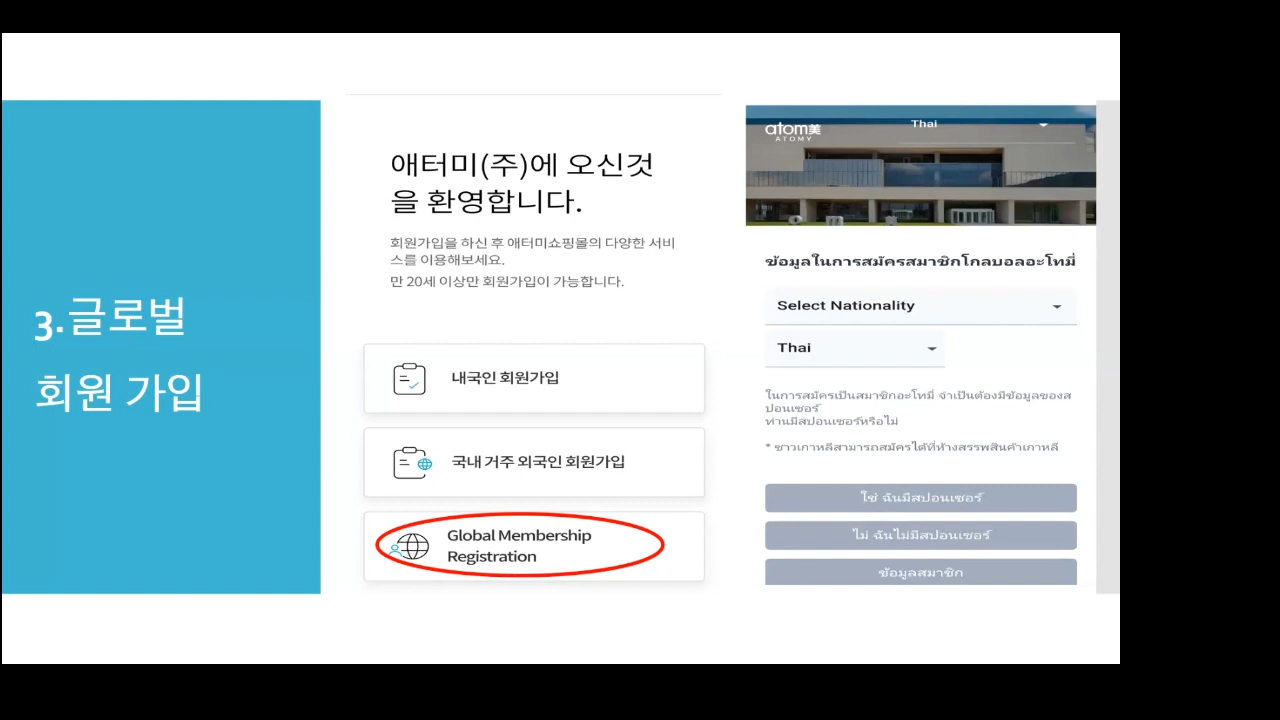 3.글로벌
회원 가입
애터미(주)에 오신것
을 환영합니다.
회원가입을 하신 후 애터미쇼핑몰의 다양한 서비
스를 이용해보세요.
만 20세 이상만 회원가입이 가능합니다.
내국인 회원가입
국내 거주 외국인 회원가입
Global Membership
Registration
atom美
ATOMY
Thai
ข้อมูลในการสมัครสมาชิกโกลบอลอะโทมี่
Select Nationality
Thai
ในการสมัครเป็นสมาชิกอะโทมี่ จำเป็นต้องมีข้อมูลของส
ปอนเซอร์
ท่านมีสปอนเซอร์หรือไม่
* ชาวเกาหลีสามารถสมัครได้ที่ห้างสรรพสินค้าเกาหลี
ใช่ ฉันมีสปอนเซอร์
ไม่ ฉันไม่มีสปอนเซอร์
ข้อมูลสมาชิก